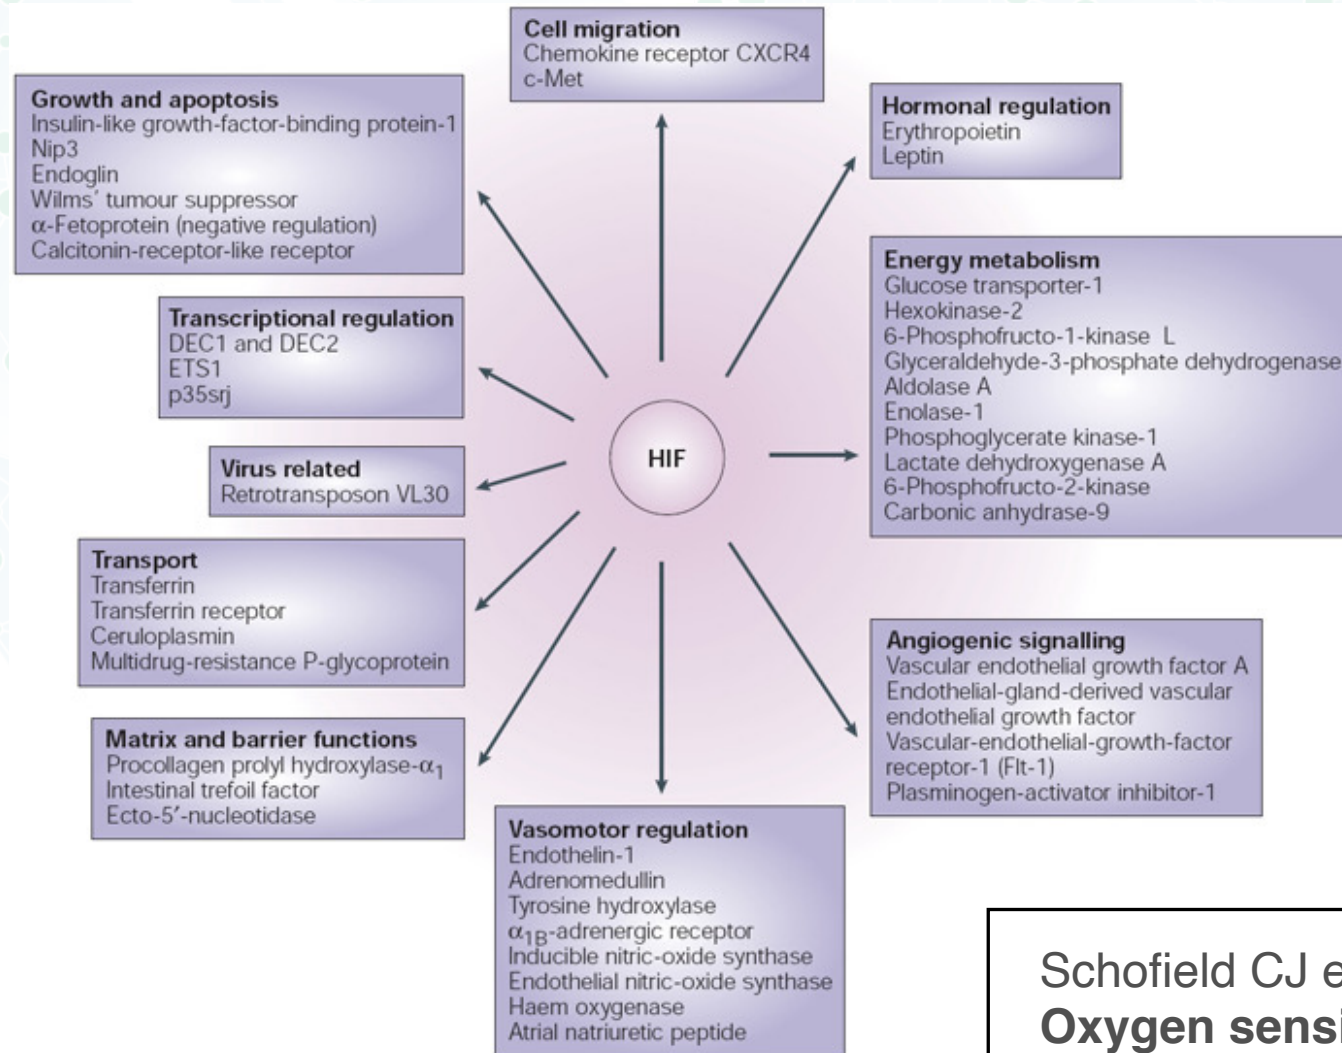 Cell migration
Chemokine receptor CXCR4
c-Met
Growth and apoptosis
Insulin-like growth-factor-binding protein-1
Nip3
Endoglin
Wilms′ tumour suppressor
α-Fetoprotein (negative regulation)
Calcitonin-receptor-like receptor
Hormonal regulation
Erythropoietin
Leptin
Energy metabolism
Glucose transporter-1
Hexokinase-2
6-Phosphofructo-1-kinase L
Glyceraldehyde-3-phosphate dehydrogenase
Aldolase A
Enolase-1
Phosphoglycerate kinase-1
Lactate dehydroxygenase A
6-Phosphofructo-2-kinase
Carbonic anhydrase-9
Transcriptional regulation
DEC1 and DEC2
ETS1
p35srj
HIF
Virus related
Retrotransposon VL30
Transport
Transferrin
Transferrin receptor
Ceruloplasmin
Multidrug-resistance P-glycoprotein
Angiogenic signalling
Vascular endothelial growth factor A
Endothelial-gland-derived vascular
endothelial growth factor
Vascular-endothelial-growth-factor
receptor-1 (Flt-1)
Plasminogen-activator inhibitor-1
Matrix and barrier functions
Procollagen prolyl hydroxylase-α₁
Intestinal trefoil factor
Ecto-5′-nucleotidase
Vasomotor regulation
Endothelin-1
Adrenomedullin
Tyrosine hydroxylase
α1B-adrenergic receptor
Inducible nitric-oxide synthase
Endothelial nitric-oxide synthase
Haem oxygenase
Atrial natriuretic peptide
Schofield CJ e
Oxygen sensi